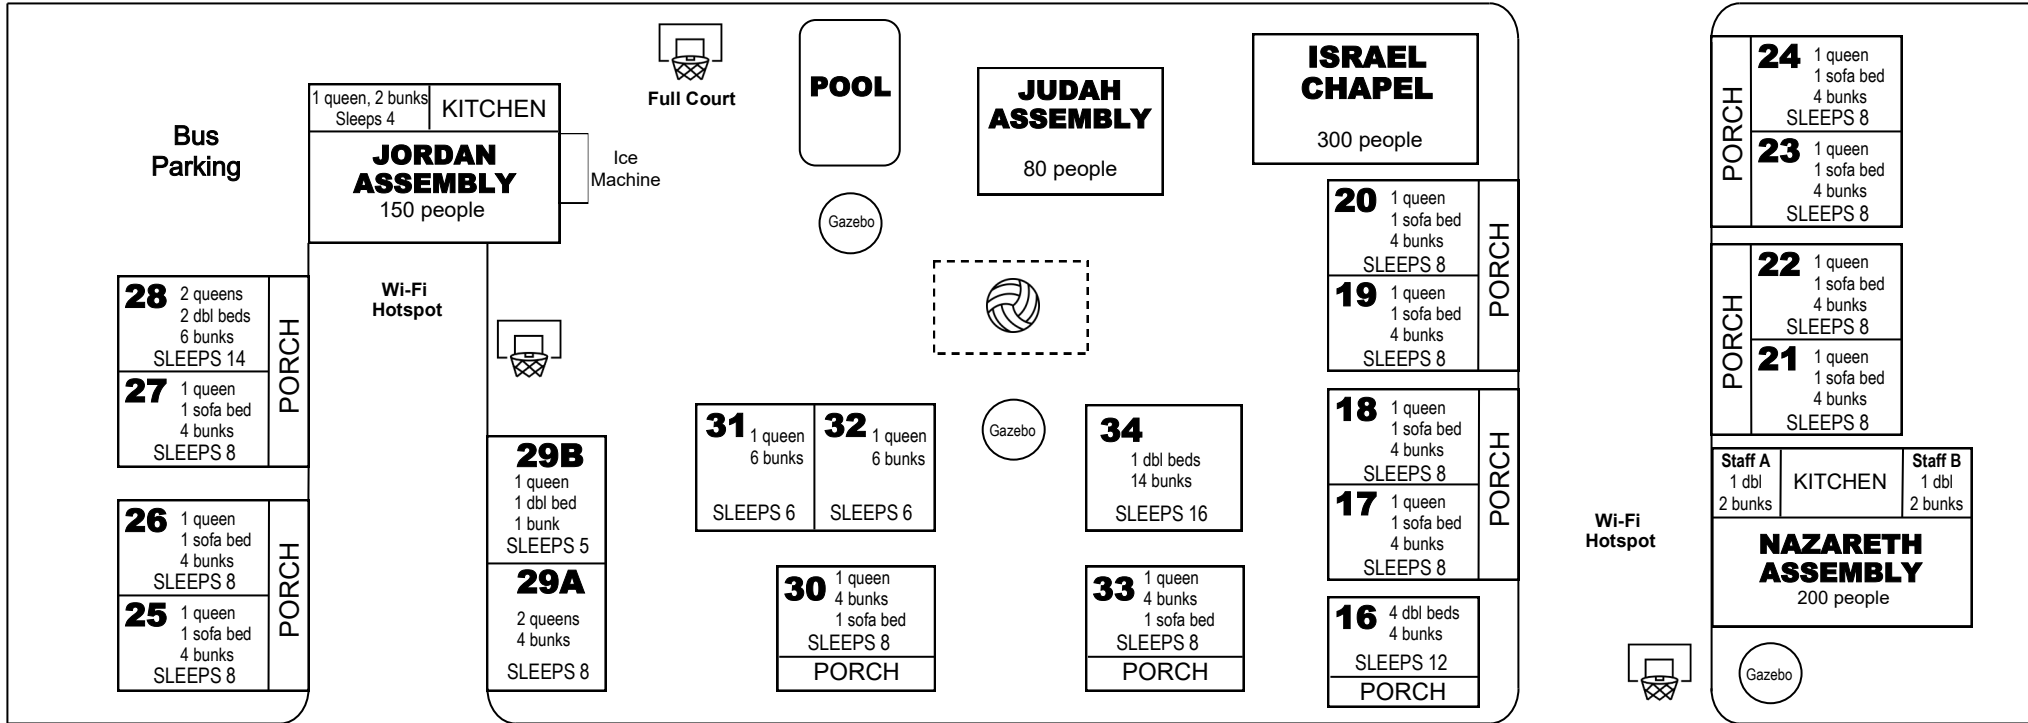 Bus
Parking
1 queen, 2 bunks
Sleeps 4
KITCHEN
JORDAN
ASSEMBLY
150 people
Ice
Machine
Full Court
POOL
Gazebo
JUDAH
ASSEMBLY
80 people
ISRAEL
CHAPEL
300 people
Wi-Fi
Hotspot
28
2 queens
2 dbl beds
6 bunks
SLEEPS 14
27
1 queen
1 sofa bed
4 bunks
SLEEPS 8
PORCH
26
1 queen
1 sofa bed
4 bunks
SLEEPS 8
25
1 queen
1 sofa bed
4 bunks
SLEEPS 8
PORCH
29B
1 queen
1 dbl bed
1 bunk
SLEEPS 5
29A
2 queens
4 bunks
SLEEPS 8
31
1 queen
6 bunks
SLEEPS 6
32
1 queen
6 bunks
SLEEPS 6
Gazebo
34
1 dbl beds
14 bunks
SLEEPS 16
30
1 queen
4 bunks
1 sofa bed
SLEEPS 8
PORCH
33
1 queen
4 bunks
1 sofa bed
SLEEPS 8
PORCH
20
1 queen
1 sofa bed
4 bunks
SLEEPS 8
19
1 queen
1 sofa bed
4 bunks
SLEEPS 8
PORCH
18
1 queen
1 sofa bed
4 bunks
SLEEPS 8
17
1 queen
1 sofa bed
4 bunks
SLEEPS 8
PORCH
16
4 dbl beds
4 bunks
SLEEPS 12
PORCH
24
1 queen
1 sofa bed
4 bunks
SLEEPS 8
23
1 queen
1 sofa bed
4 bunks
SLEEPS 8
PORCH
22
1 queen
1 sofa bed
4 bunks
SLEEPS 8
21
1 queen
1 sofa bed
4 bunks
SLEEPS 8
PORCH
Staff A
1 dbl
2 bunks
KITCHEN
Staff B
1 dbl
2 bunks
NAZARETH
ASSEMBLY
200 people
Wi-Fi
Hotspot
Gazebo